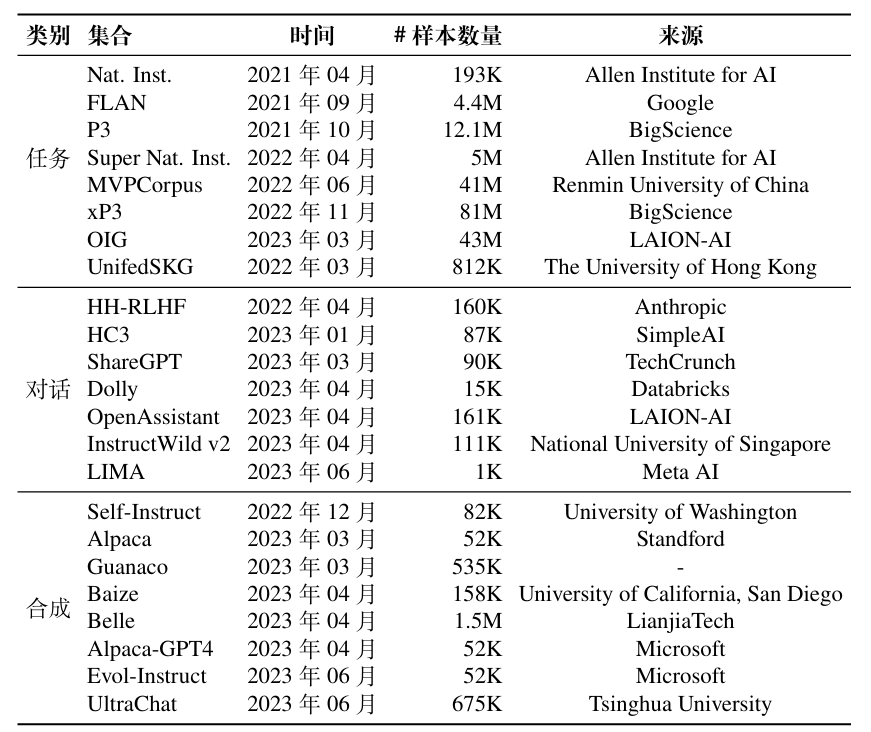 类别 集合 时间 # 样本数量 来源
Nat. Inst. 2021 年 04 月 193K Allen Institute for AI
FLAN 2021 年 09 月 4.4M Google
P3 2021 年 10 月 12.1M BigScience
任务 Super Nat. Inst. 2022 年 04 月 5M Allen Institute for AI
MVPCorpus 2022 年 06 月 41M Renmin University of China
xP3 2022 年 11 月 81M BigScience
OIG 2023 年 03 月 43M LAION-AI
UnifedSKG 2022 年 03 月 812K The University of Hong Kong
HH-RLHF 2022 年 04 月 160K Anthropic
HC3 2023 年 01 月 87K SimpleAI
ShareGPT 2023 年 03 月 90K TechCrunch
对话 Dolly 2023 年 04 月 15K Databricks
OpenAssistant 2023 年 04 月 161K LAION-AI
InstructWild v2 2023 年 04 月 111K National University of Singapore
LIMA 2023 年 06 月 1K Meta AI
Self-Instruct 2022 年 12 月 82K University of Washington
Alpaca 2023 年 03 月 52K Standford
Guanaco 2023 年 03 月 535K -
Baize 2023 年 04 月 158K University of California, San Diego
合成 Belle 2023 年 04 月 1.5M LianjiaTech
Alpaca-GPT4 2023 年 04 月 52K Microsoft
Evol-Instruct 2023 年 06 月 52K Microsoft
UltraChat 2023 年 06 月 675K Tsinghua University